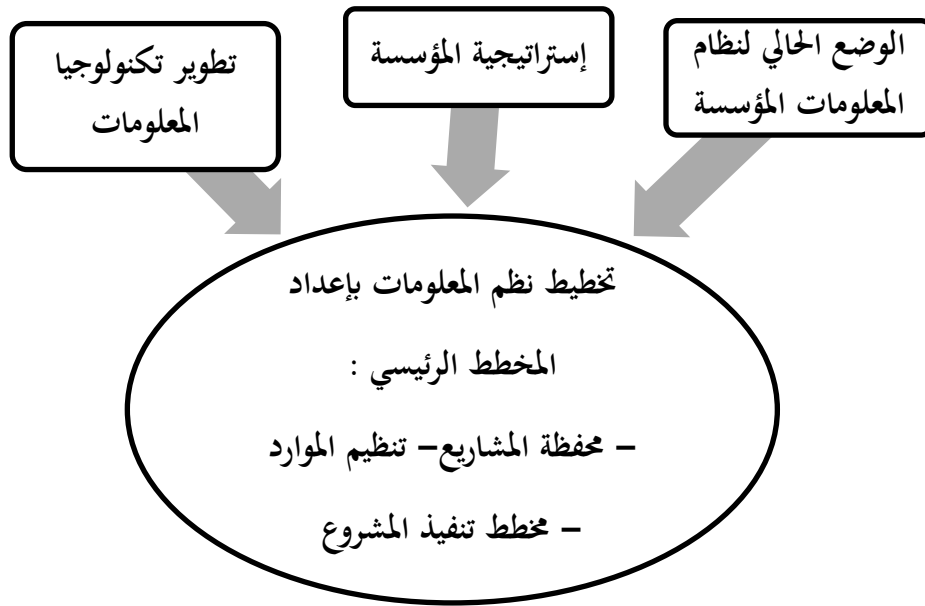 الوضع الحالي لنظام
المعلومات المؤسسة
إستراتيجية المؤسسة
تطوير تكنولوجيا
المعلومات
تخطيط نظم المعلومات بإعداد
المخطط الرئيسي :
– محفظة المشاريع– تنظيم الموارد
– مخطط تنفيذ المشروع